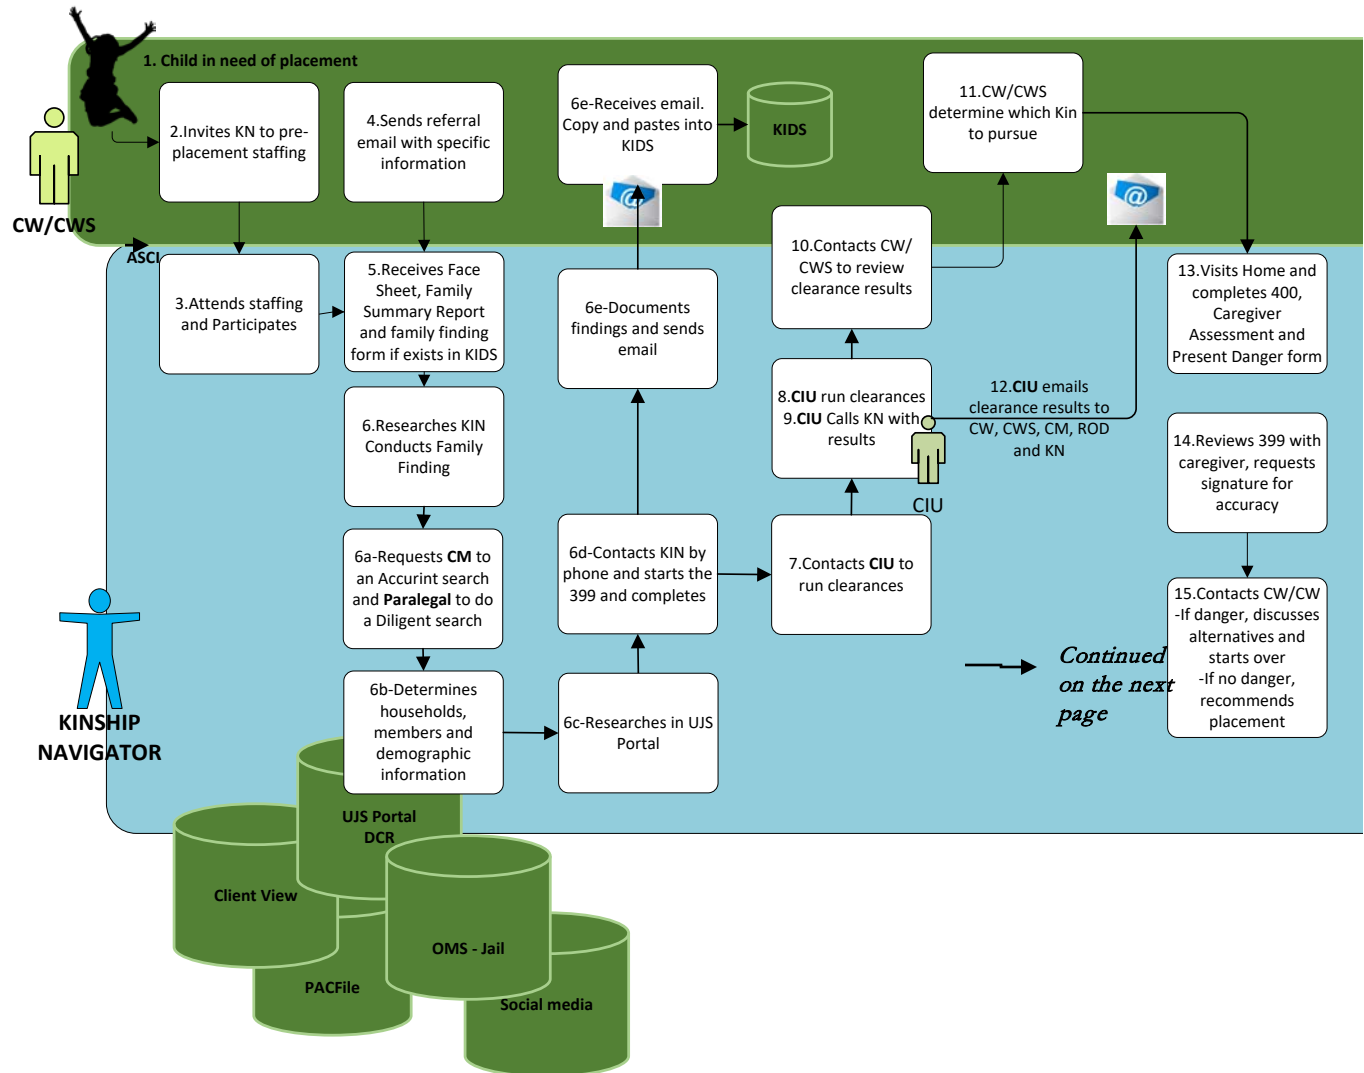 1. Child in need of placement
2.Invites KN to pre-
placement staffing
4.Sends referral
email with specific
information
6e-Receives email.
Copy and pastes into
KIDS
KIDS
11.CW/CWS
determine which Kin
to pursue
CW/CWS
ASCI
3.Attends staffing
and Participates
5.Receives Face
Sheet, Family
Summary Report
and family finding
form if exists in KIDS
6e-Documents
findings and sends
email
10.Contacts CW/
CWS to review
clearance results
13.Visits Home and
completes 400,
Caregiver
Assessment and
Present Danger form
6.Researches KIN
Conducts Family
Finding
8.CIU run clearances
9.CIU Calls KN with
results
CIU
12.CIU emails
clearance results to
CW, CWS, CM, ROD
and KN
14.Reviews 399 with
caregiver, requests
signature for
accuracy
6a-Requests CM to
an Accurint search
and Paralegal to do
a Diligent search
6d-Contacts KIN by
phone and starts the
399 and completes
7.Contacts CIU to
run clearances
15.Contacts CW/CW
-If danger, discusses
alternatives and
starts over
-If no danger,
recommends
placement
Continued
on the next
page
KINSHIP
NAVIGATOR
6b-Determines
households,
members and
demographic
information
6c-Researches in UJS
Portal
UJS Portal
DCR
Client View
OMS - Jail
PACFile
Social media